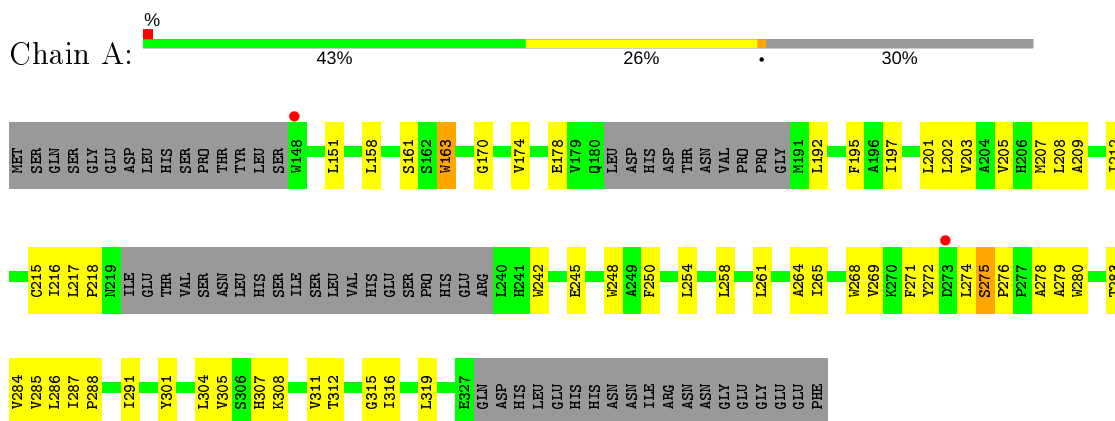 %
Chain A:
43% 26% • 30%
MET SER GLN SER GLY GLU ASP LEU HIS SER PRO THR TYR LEU SER W148 L151 L158 S161 S162 W163 G170 V174 E178 V179 Q180 LEU ASP HIS ASP THR ASN VAL PRO PRO GLY M191 L192 F195 A196 I197 L201 L202 V203 A204 V205 H206 M207 L208 A209 I212
C215 I216 L217 P218 N219 ILE GLU THR VAL SER ASN LEU HIS SER ILE SER LEU VAL HIS GLU SER PRO HIS GLU ARG L240 H241 W242 E245 W248 A249 F250 L254 L258 L261 A264 I265 W268 V269 K270 F271 Y272 D273 L274 S275 P276 P277 A278 A279 W280 T283
V284 V285 L286 I287 P288 I291 Y301 L304 V305 S306 H307 K308 V311 T312 G315 I316 L319 E327 GLN ASP HIS LEU GLU HIS HIS ASN ASN ILE ARG ARG ASN ASN GLY GLU GLU GLY GLU GLU PHE